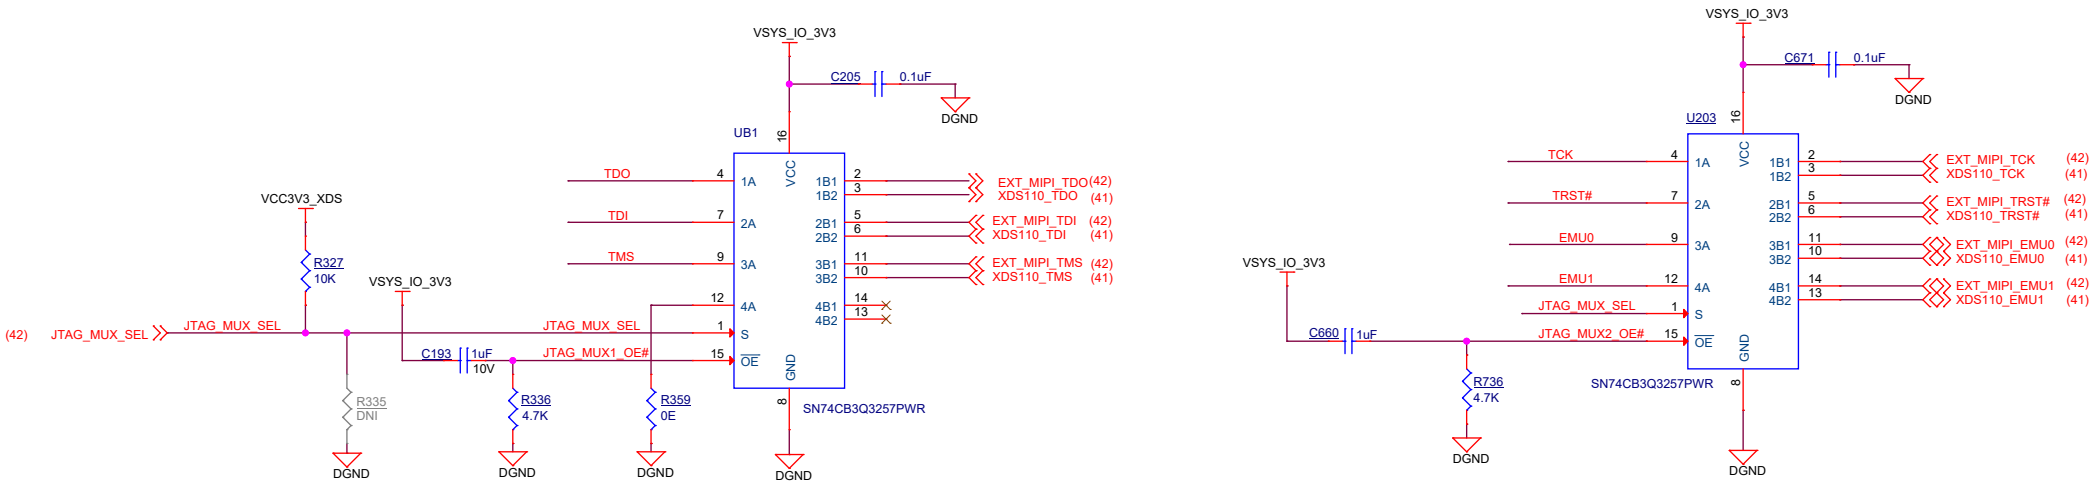 VSYS_IO_3V3
C205 0.1uF
DGND
UB1
16
VCC
TDO 4 1A
1B1 2 EXT_MIPI_TDO (42)
1B2 3 XDS110_TDO (41)
TDI 7 2A
2B1 5 EXT_MIPI_TDI (42)
2B2 6 XDS110_TDI (41)
TMS 9 3A
3B1 11 EXT_MIPI_TMS (42)
3B2 10 XDS110_TMS (41)
12 4A
4B1 14
4B2 13
VCC3V3_XDS
R327
10K
VSYS_IO_3V3
(42) JTAG_MUX_SEL JTAG_MUX_SEL JTAG_MUX_SEL 1 S
C193 1uF
10V
JTAG_MUX1_OE# 15 OE
GND
8
R335
DNI
R336
4.7K
R359
0E
SN74CB3Q3257PWR
DGND
DGND
DGND
DGND
VSYS_IO_3V3
C671 0.1uF
DGND
U203
16
VCC
TCK 4 1A
1B1 2 EXT_MIPI_TCK (42)
1B2 3 XDS110_TCK (41)
TRST# 7 2A
2B1 5 EXT_MIPI_TRST# (42)
2B2 6 XDS110_TRST# (41)
EMU0 9 3A
3B1 11 EXT_MIPI_EMU0 (42)
3B2 10 XDS110_EMU0 (41)
EMU1 12 4A
4B1 14 EXT_MIPI_EMU1 (42)
4B2 13 XDS110_EMU1 (41)
JTAG_MUX_SEL 1 S
VSYS_IO_3V3
C660 1uF
JTAG_MUX2_OE# 15 OE
GND
8
R736
4.7K
SN74CB3Q3257PWR
DGND
DGND